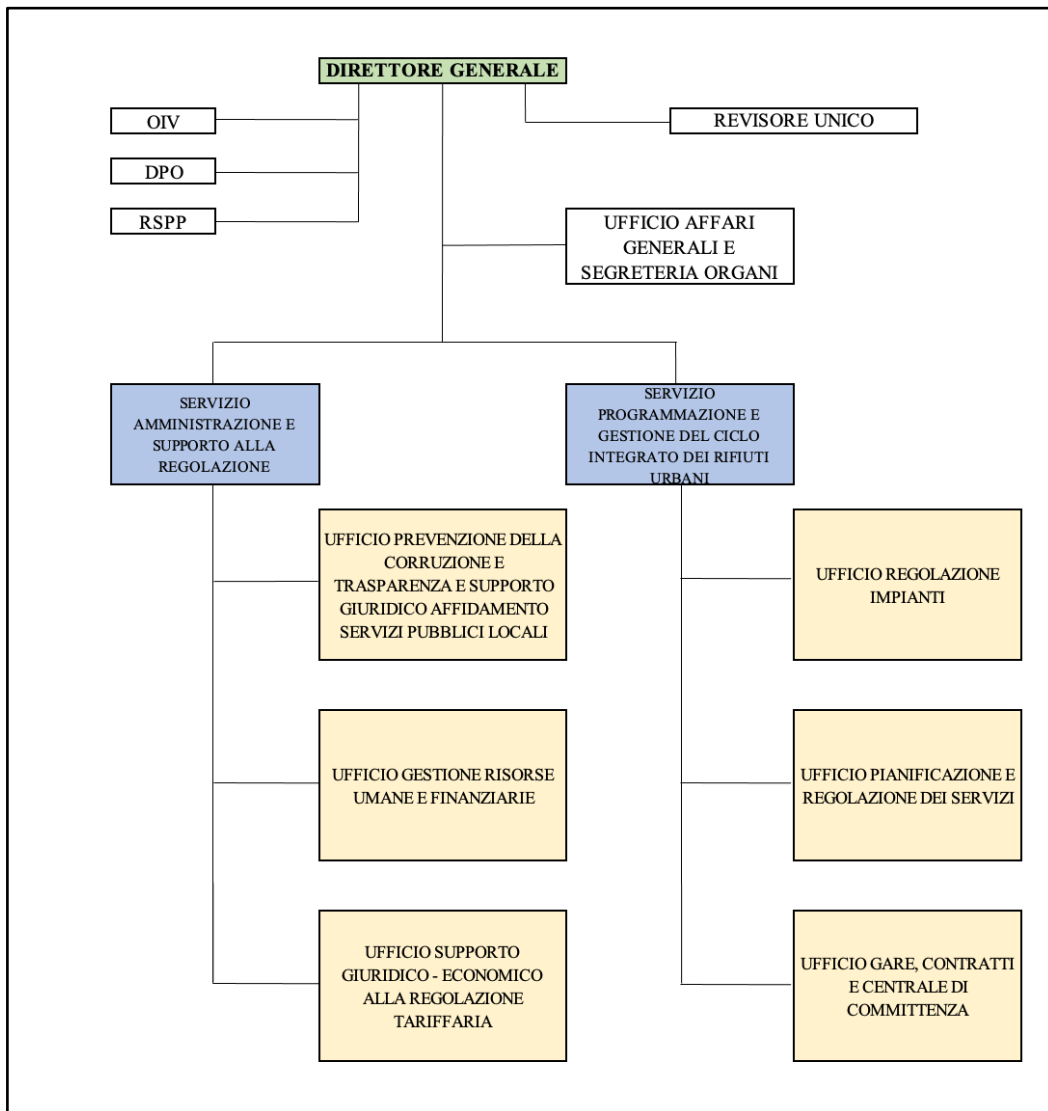 DIRETTORE GENERALE
OIV
REVISORE UNICO
DPO
RSPP
UFFICIO AFFARI
GENERALI E
SEGRETERIA ORGANI
SERVIZIO
AMMINISTRAZIONE E
SUPPORTO ALLA
REGOLAZIONE
SERVIZIO
PROGRAMMAZIONE E
GESTIONE DEL CICLO
INTEGRATO DEI RIFIUTI
URBANI
UFFICIO PREVENZIONE DELLA
CORRUZIONE E
TRASPARENZA E SUPPORTO
GIURIDICO AFFIDAMENTO
SERVIZI PUBBLICI LOCALI
UFFICIO REGOLAZIONE
IMPIANTI
UFFICIO GESTIONE RISORSE
UMANE E FINANZIARIE
UFFICIO PIANIFICAZIONE E
REGOLAZIONE DEI SERVIZI
UFFICIO SUPPORTO
GIURIDICO - ECONOMICO
ALLA REGOLAZIONE
TARIFFARIA
UFFICIO GARE, CONTRATTI
E CENTRALE DI
COMMITTENZA